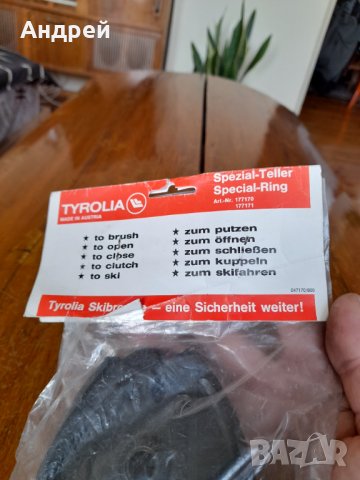 Андрей
TYROLIA
MADE IN AUSTRIA
Spezial-Teller
Special-Ring
Art.-Nr. 177170
177171
★ to brush
★ to open
★ to close
★ to clutch
★ to ski
★ zum putzen
★ zum öffnen
★ zum schließen
★ zum kuppeln
★ zum skifahren
Tyrolia – eine Sicherheit weiter!
BAZAR